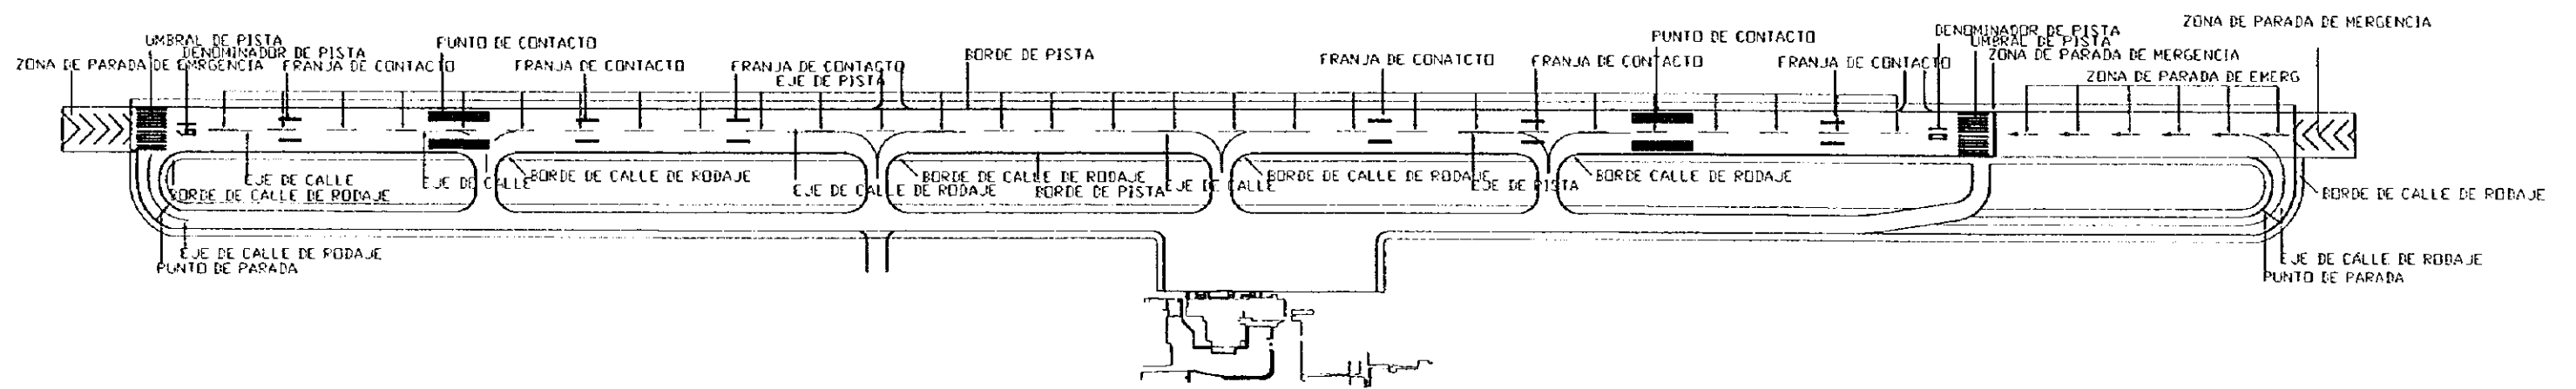 ZONA DE PARADA DE MERGENCIA
UMBRAL DE PISTA
DENOMINADOR DE PISTA
PUNTO DE CONTACTO
PUNTO DE CONTACTO
DENOMINADOR DE PISTA
UMBRAL DE PISTA
DENOMINADOR DE PISTA
BORDE DE PISTA
FRANJA DE CONATCTO
FRANJA DE CONTACTO
FRANJA DE CONTACTO
ZONA DE PARADA DE MERGENCIA
ZONA DE PARADA DE EMRGENCIA
FRANJA DE CONTACTO
FRANJA DE CONTACTO
FRANJA DE CONTACTO
EJE DE PISTA
ZONA DE PARADA DE EMERG
EJE DE CALLE
BORDE DE CALLE DE RODAJE
EJE DE CALLE
BORDE DE CALLE DE RODAJE
EJE DE CALLE DE RODAJE
BORDE DE CALLE DE RODAJE
BORDE DE PISTA
EJE DE CALLE
BORDE DE CALLE DE RODAJE
EJE DE PISTA
BORDE CALLE DE RODAJE
BORDE DE CALLE DE RODAJE
EJE DE CALLE DE RODAJE
PUNTO DE PARADA
EJE DE CALLE DE RODAJE
PUNTO DE PARADA